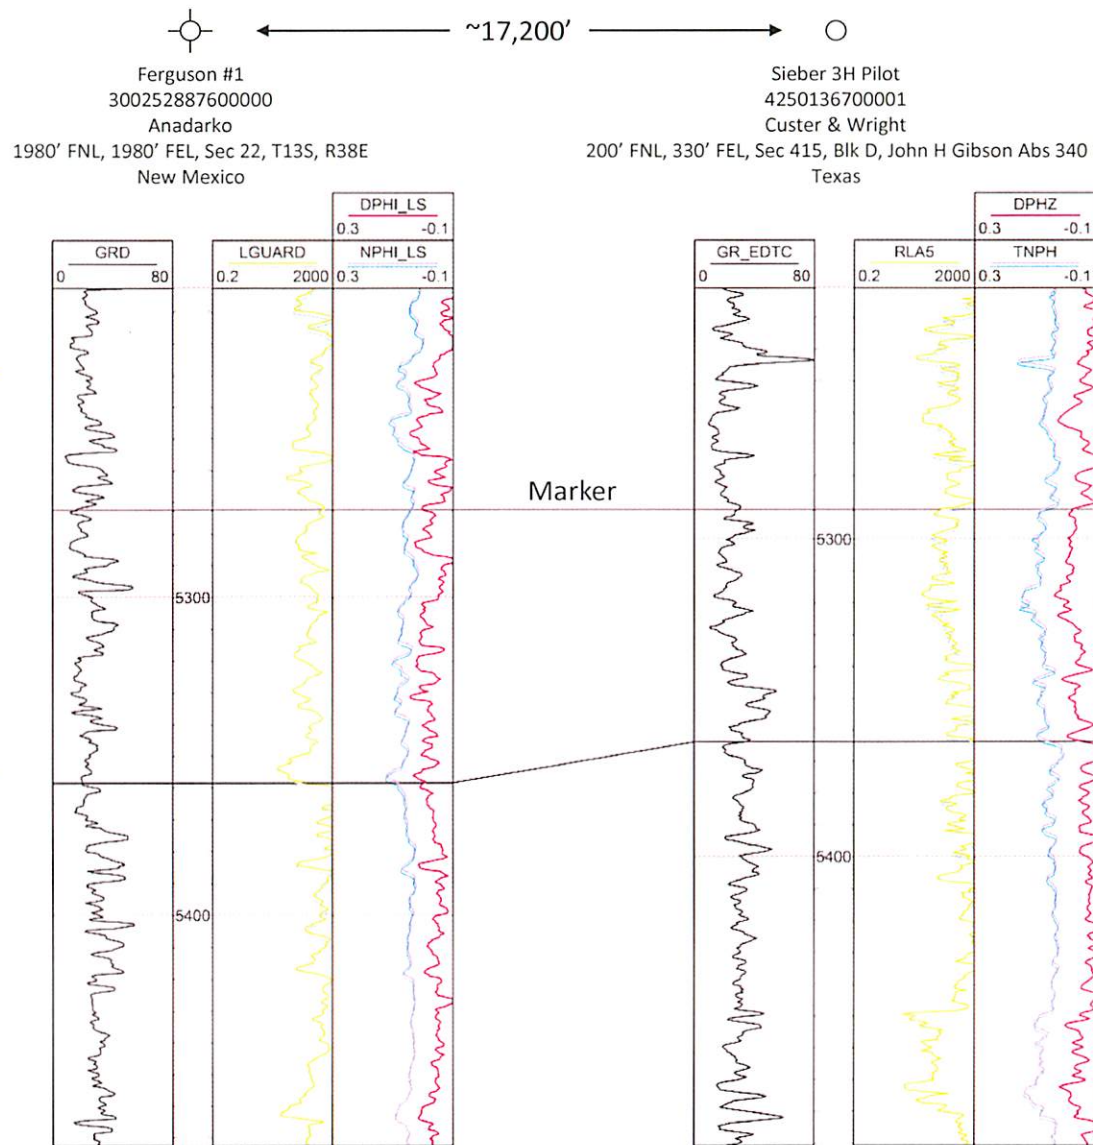 ~17,200’
Ferguson #1
300252887600000
Anadarko
1980’ FNL, 1980’ FEL, Sec 22, T13S, R38E
New Mexico
Sieber 3H Pilot
4250136700001
Custer & Wright
200’ FNL, 330’ FEL, Sec 415, Blk D, John H Gibson Abs 340
Texas
DPHI_LS
0.3 -0.1
GRD
0 80
LGUARD
0.2 2000
NPHI_LS
0.3 -0.1
DPHZ
0.3 -0.1
GR_EDTC
0 80
RLA5
0.2 2000
TNPH
0.3 -0.1
Marker
5300
5300
5400
5400